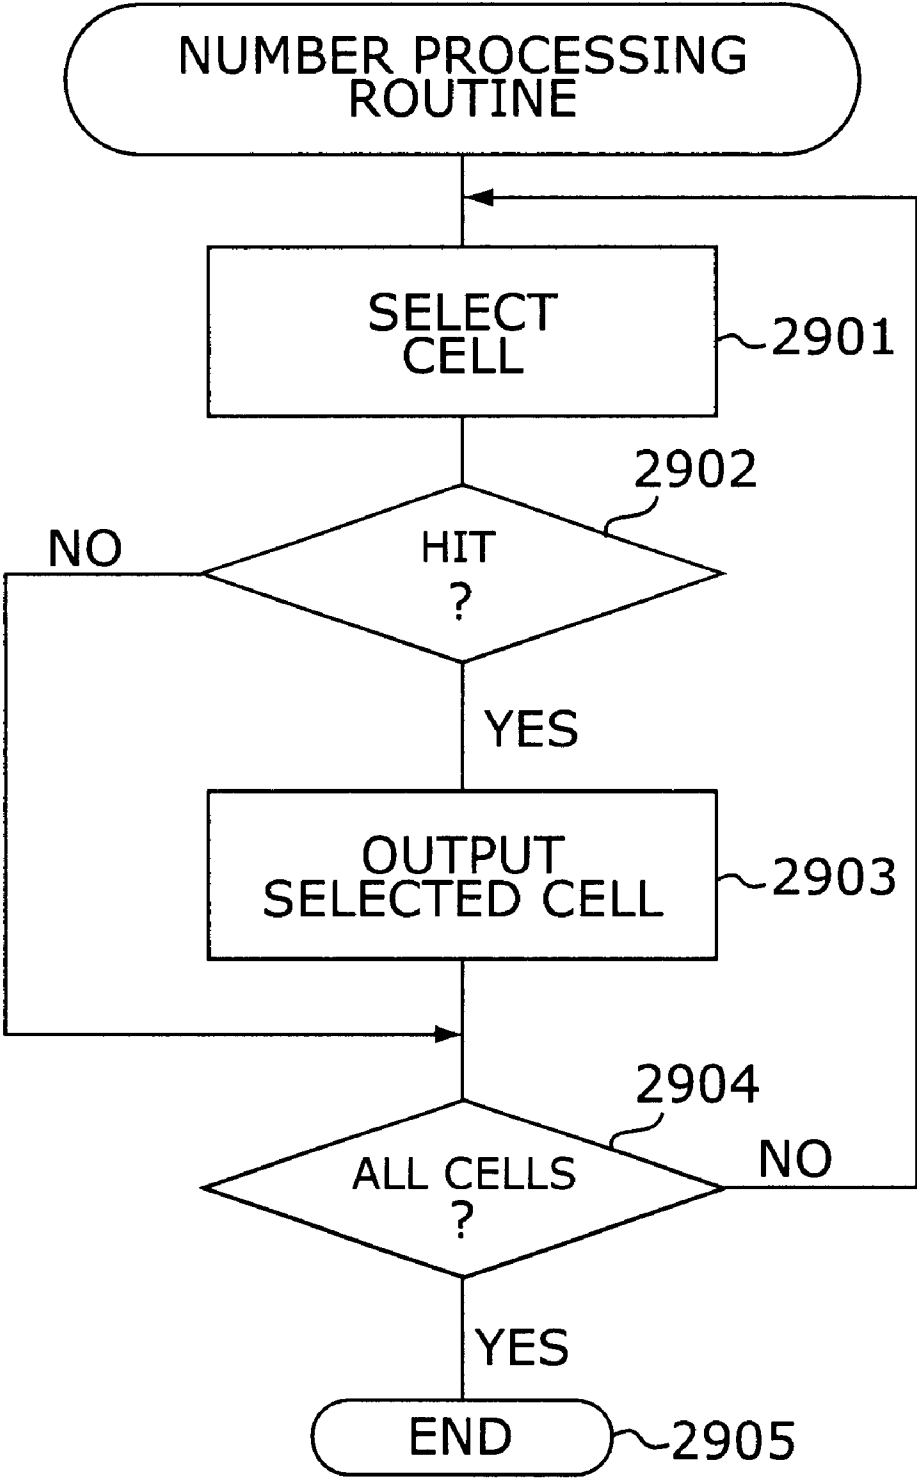 NUMBER PROCESSING
ROUTINE
SELECT
CELL
2901
2902
HIT
?
NO
YES
OUTPUT
SELECTED CELL
2903
2904
ALL CELLS
?
NO
YES
END
2905